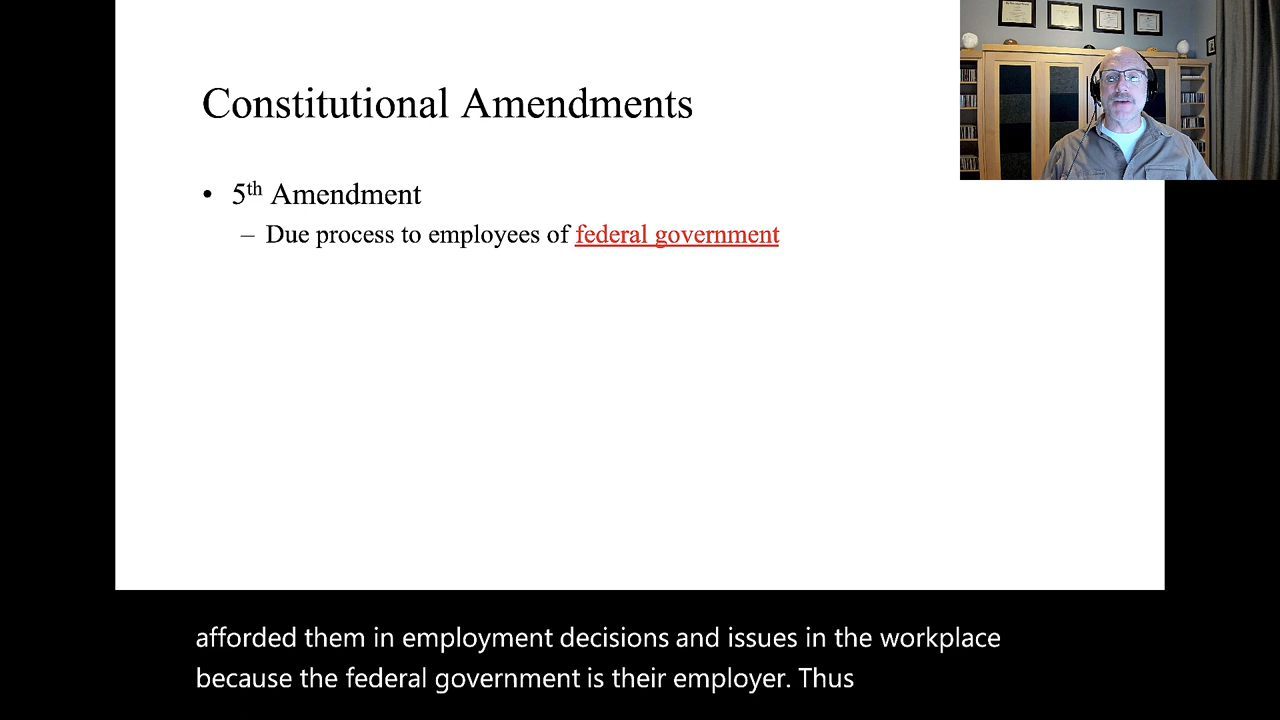 Constitutional Amendments
• 5th Amendment
– Due process to employees of federal government
afforded them in employment decisions and issues in the workplace
because the federal government is their employer. Thus